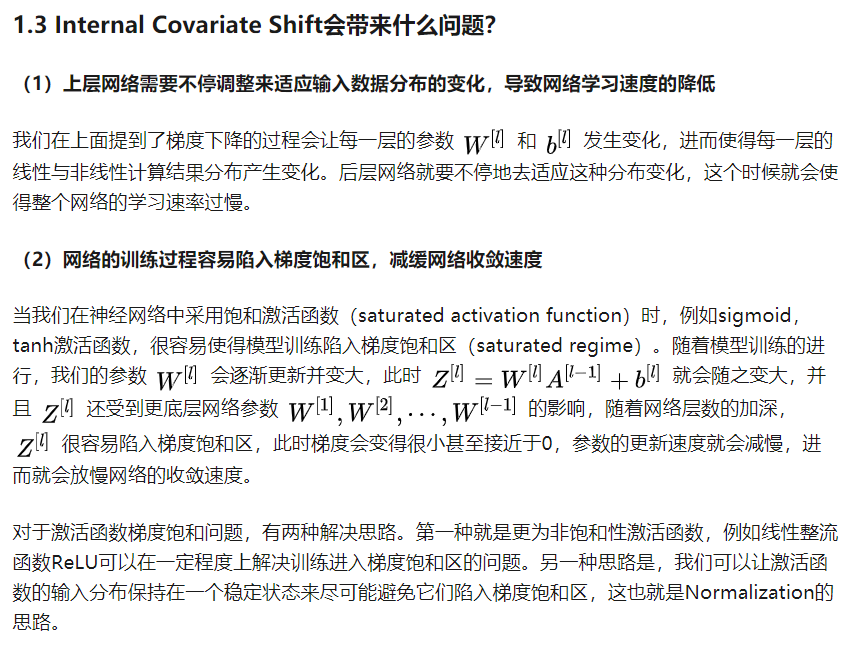 1.3 Internal Covariate Shift会带来什么问题？
（1）上层网络需要不停调整来适应输入数据分布的变化，导致网络学习速度的降低
我们在上面提到了梯度下降的过程会让每一层的参数 W^{[l]} 和 b^{[l]} 发生变化，进而使得每一层的
线性与非线性计算结果分布产生变化。后层网络就要不停地去适应这种分布变化，这个时候就会使
得整个网络的学习速率过慢。
（2）网络的训练过程容易陷入梯度饱和区，减缓网络收敛速度
当我们在神经网络中采用饱和激活函数（saturated activation function）时，例如sigmoid，
tanh激活函数，很容易使得模型训练陷入梯度饱和区（saturated regime）。随着模型训练的进
行，我们的参数 W^{[l]} 会逐渐更新并变大，此时 Z^{[l]} = W^{[l]}A^{[l-1]} + b^{[l]} 就会随之变大，并
且 Z^{[l]} 还受到更底层网络参数 W^{[1]}, W^{[2]}, ···, W^{[l-1]} 的影响，随着网络层数的加深，
Z^{[l]} 很容易陷入梯度饱和区，此时梯度会变得很小甚至接近于0，参数的更新速度就会减慢，进
而就会放慢网络的收敛速度。
对于激活函数梯度饱和问题，有两种解决思路。第一种就是更为非饱和性激活函数，例如线性整流
函数ReLU可以在一定程度上解决训练进入梯度饱和区的问题。另一种思路是，我们可以让激活函
数的输入分布保持在一个稳定状态来尽可能避免它们陷入梯度饱和区，这也就是Normalization的
思路。